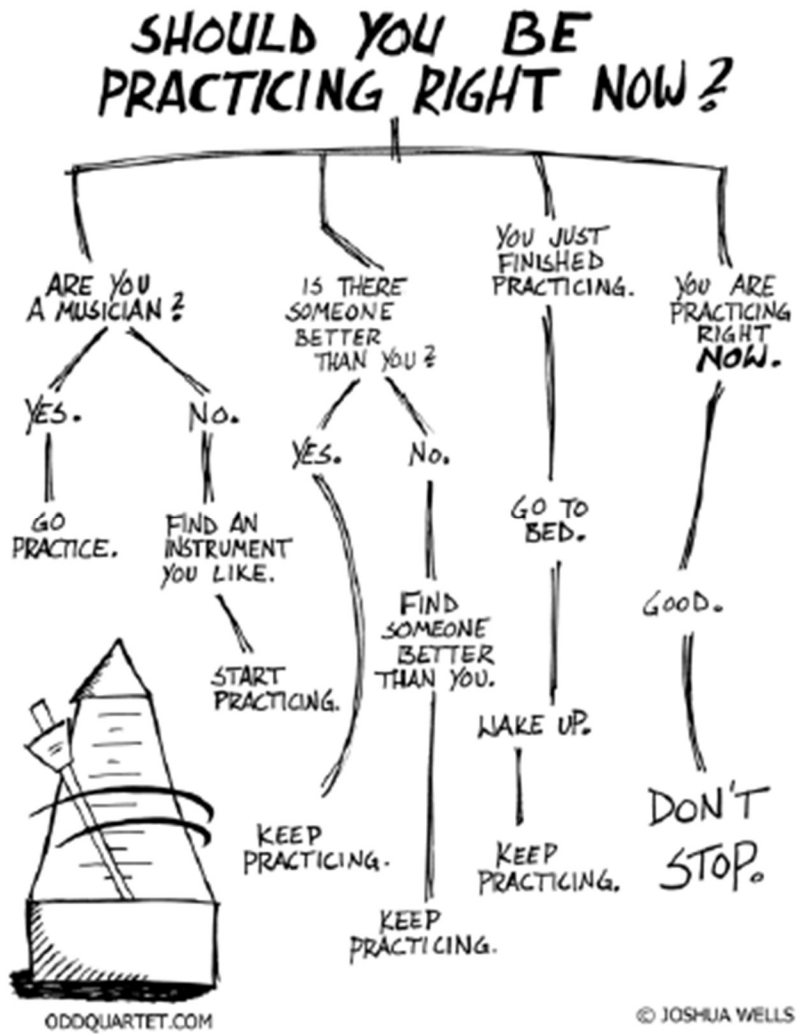 SHOULD YOU BE
PRACTICING RIGHT NOW?
ARE YOU
A MUSICIAN?
YES.
GO
PRACTICE.
NO.
FIND AN
INSTRUMENT
YOU LIKE.
START
PRACTICING.
IS THERE
SOMEONE
BETTER
THAN YOU?
YES.
KEEP
PRACTICING.
NO.
FIND
SOMEONE
BETTER
THAN YOU.
KEEP
PRACTICING.
YOU JUST
FINISHED
PRACTICING.
GO TO
BED.
WAKE UP.
KEEP
PRACTICING.
YOU ARE
PRACTICING
RIGHT
NOW.
GOOD.
DON'T
STOP.
ODDQUARTET.COM
© JOSHUA WELLS